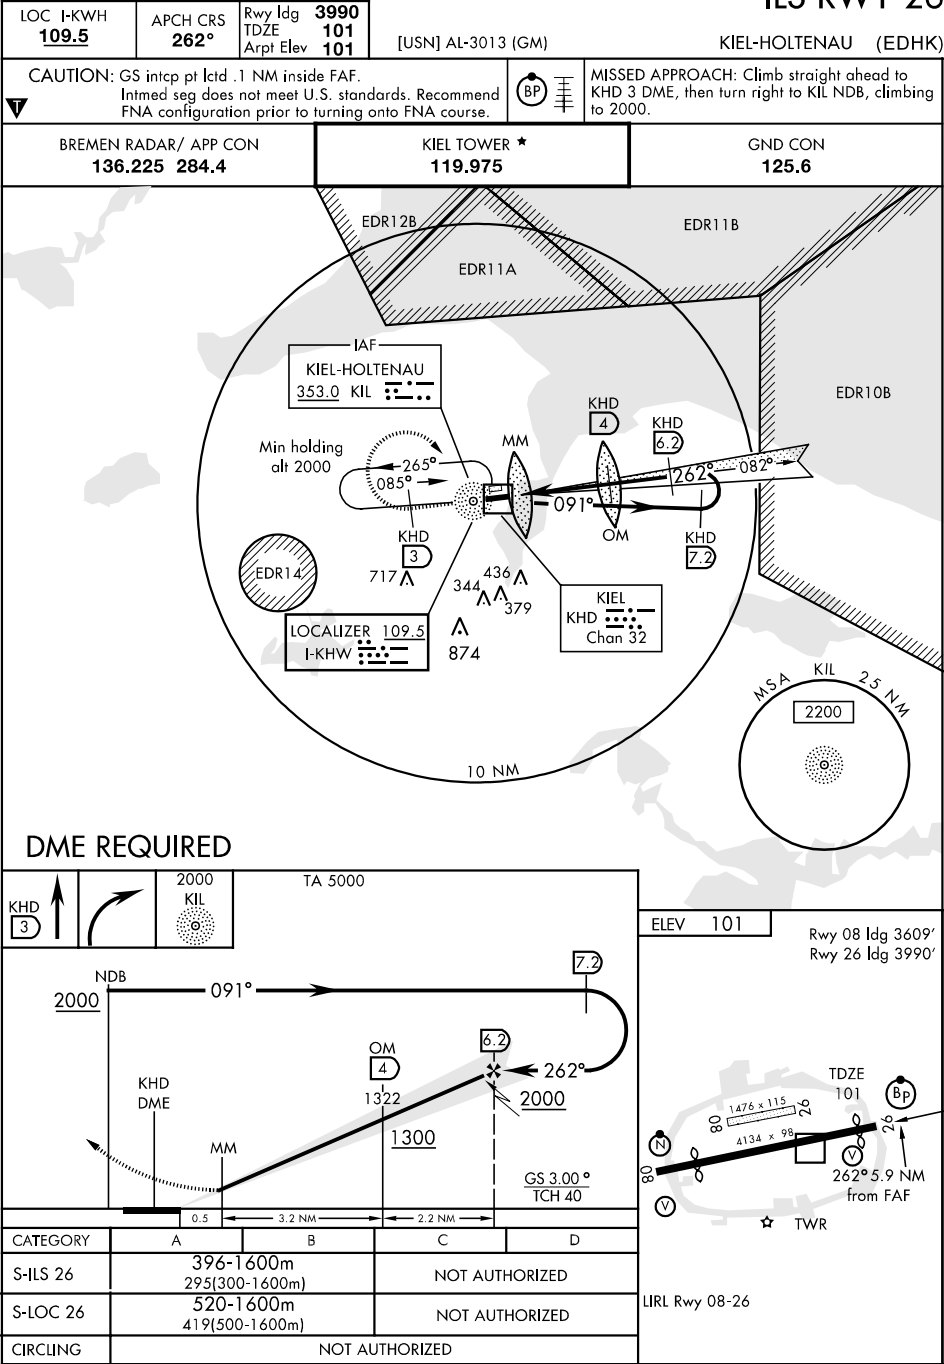 LOC I-KWH
109.5
APCH CRS
262°
Rwy ldg 3990
TDZE 101
Arpt Elev 101
[USN] AL-3013 (GM)
KIEL-HOLTENAU (EDHK)
CAUTION: GS intcp pt lctd .1 NM inside FAF.
Intmed seg does not meet U.S. standards. Recommend
FNA configuration prior to turning onto FNA course.
T
BP
MISSED APPROACH: Climb straight ahead to
KHD 3 DME, then turn right to KIL NDB, climbing
to 2000.
BREMEN RADAR/ APP CON
136.225 284.4
KIEL TOWER ★
119.975
GND CON
125.6
EDR12B
EDR11B
EDR11A
EDR10B
IAF
KIEL-HOLTENAU
353.0 KIL
KHD
4
KHD
6.2
MM
Min holding
alt 2000
265°
085°
262°
082°
091°
OM
KHD
3
KHD
7.2
EDR14
717
436
344
379
874
KIEL
KHD
Chan 32
LOCALIZER 109.5
I-KHW
MSA KIL 25 NM
2200
10 NM
DME REQUIRED
KHD
3
2000
KIL
TA 5000
NDB
2000
091°
7.2
OM
4
6.2
262°
1322
2000
1300
KHD
DME
MM
GS 3.00°
TCH 40
0.5
3.2 NM
2.2 NM
ELEV 101
Rwy 08 ldg 3609'
Rwy 26 ldg 3990'
TDZE
101
BP
1476 x 115
08
26
4134 x 98
26
N
08
V
V
262° 5.9 NM
from FAF
TWR
LIRL Rwy 08-26
CATEGORY A B C D
S-ILS 26
396-1600m
295(300-1600m)
NOT AUTHORIZED
S-LOC 26
520-1600m
419(500-1600m)
NOT AUTHORIZED
CIRCLING NOT AUTHORIZED